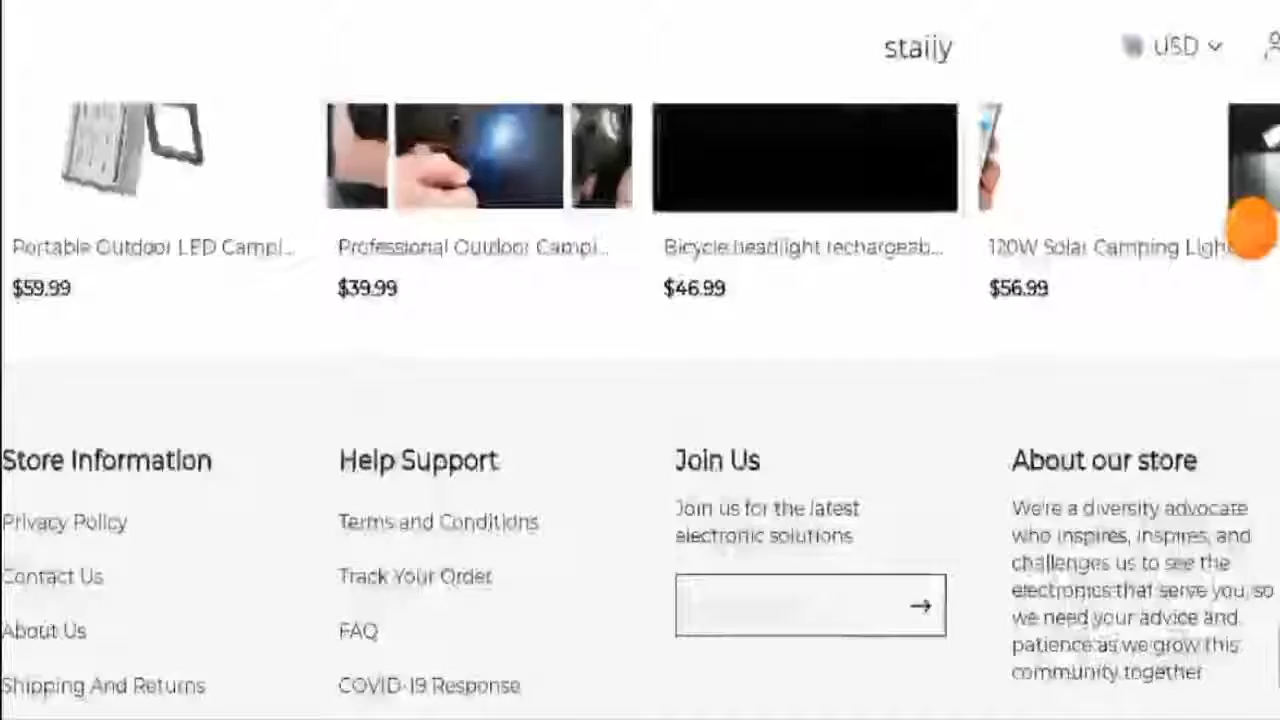 staijy
USD
Portable Outdoor LED Campi...
Professional Outdoor Campi...
Bicycle headlight rechargeab...
120W Solar Camping Ligh
$59.99
$39.99
$46.99
$56.99
Store Information
Privacy Policy
Contact Us
About Us
Shipping And Returns
Help Support
Terms and Conditions
Track Your Order
FAQ
COVID-19 Response
Join Us
Join us for the latest
electronic solutions
About our store
We're a diversity advocate
who inspires, inspires, and
challenges us to see the
electronics that serve you, so
we need your advice and
patience as we grow this
community together